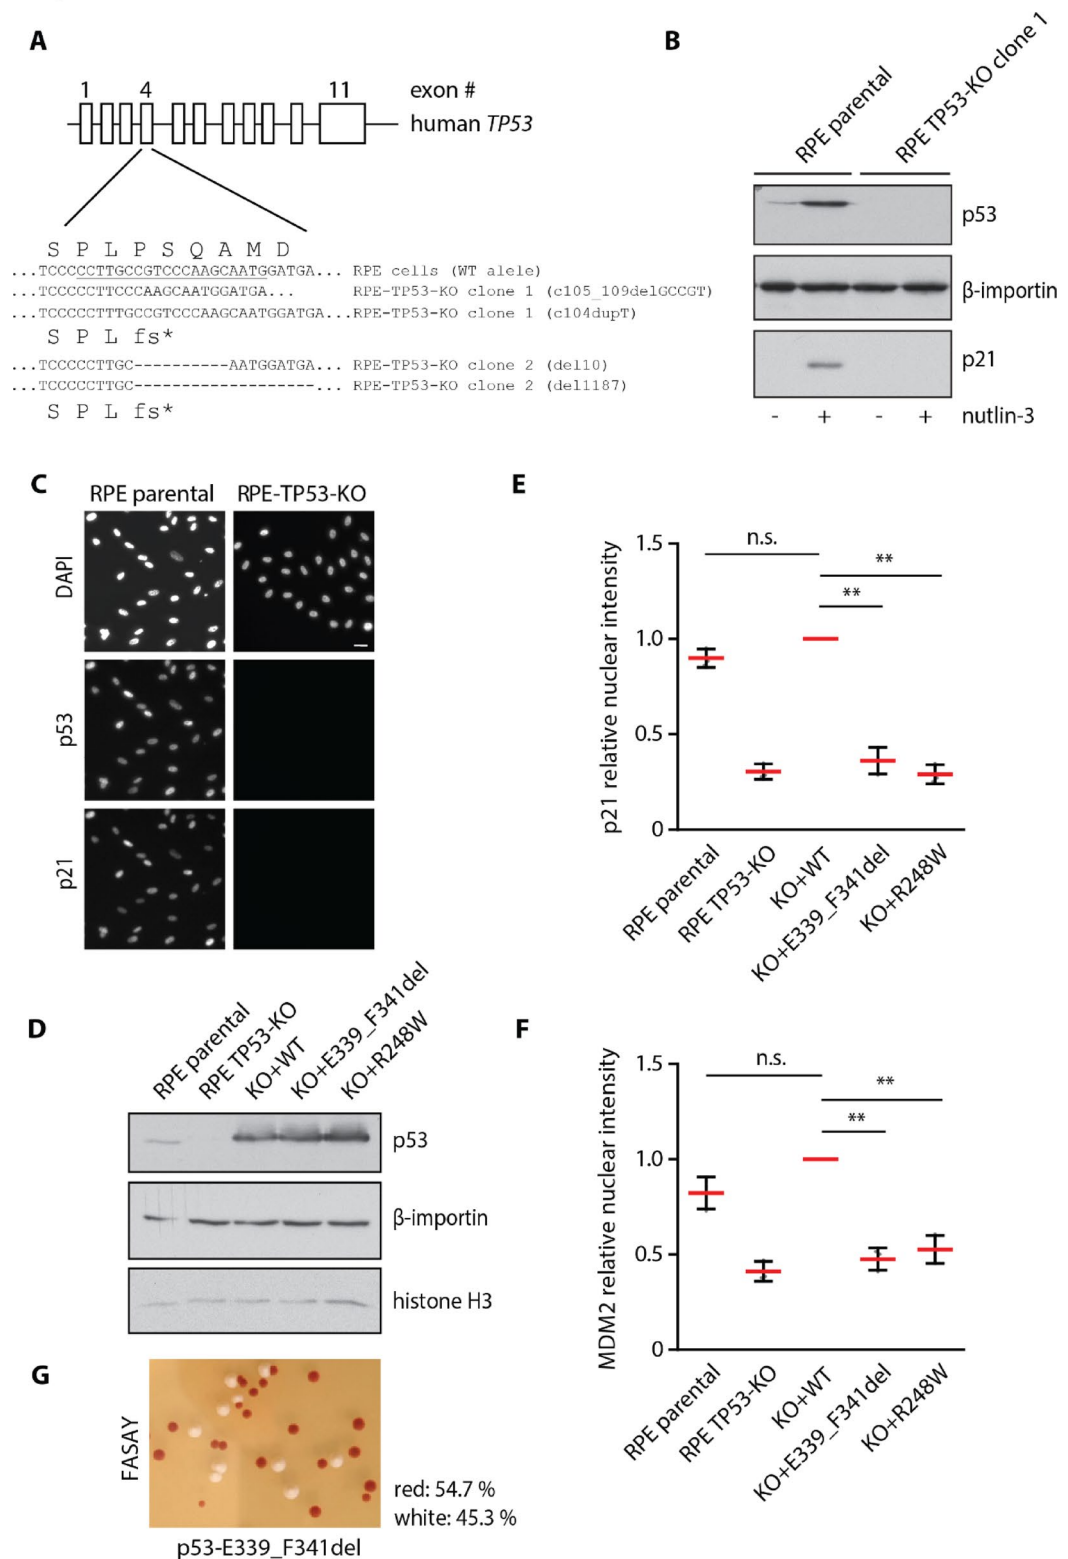 A
1 4 11 exon #
human TP53
S P L P S Q A M D
...TCCCCCTTGCCGTCCCAAGCAATGGATGA... RPE cells (WT alele)
...TCCCCCTTCCCAAGCAATGGATGA... RPE-TP53-KO clone 1 (c105_109delGCCGT)
...TCCCCCTTTGCCGTCCCAAGCAATGGATGA...RPE-TP53-KO clone 1 (c104dupT)
S P L fs*
...TCCCCCTTGC----------AATGGATGA... RPE-TP53-KO clone 2 (del10)
...TCCCCCTTGC-------------------... RPE-TP53-KO clone 2 (del1187)
S P L fs*
B
RPE parental
RPE TP53-KO clone 1
p53
β-importin
p21
- + - + nutlin-3
C
RPE parental RPE-TP53-KO
DAPI
p53
p21
D
RPE parental
RPE TP53-KO
KO+WT
KO+E339_F341del
KO+R248W
p53
β-importin
histone H3
E
p21 relative nuclear intensity
1.5
1.0
0.5
0
n.s.
**
**
RPE parental
RPE TP53-KO
KO+WT
KO+E339_F341del
KO+R248W
F
MDM2 relative nuclear intensity
1.5
1.0
0.5
0
n.s.
**
**
RPE parental
RPE TP53-KO
KO+WT
KO+E339_F341del
KO+R248W
G
FASAY
red: 54.7 %
white: 45.3 %
p53-E339_F341del